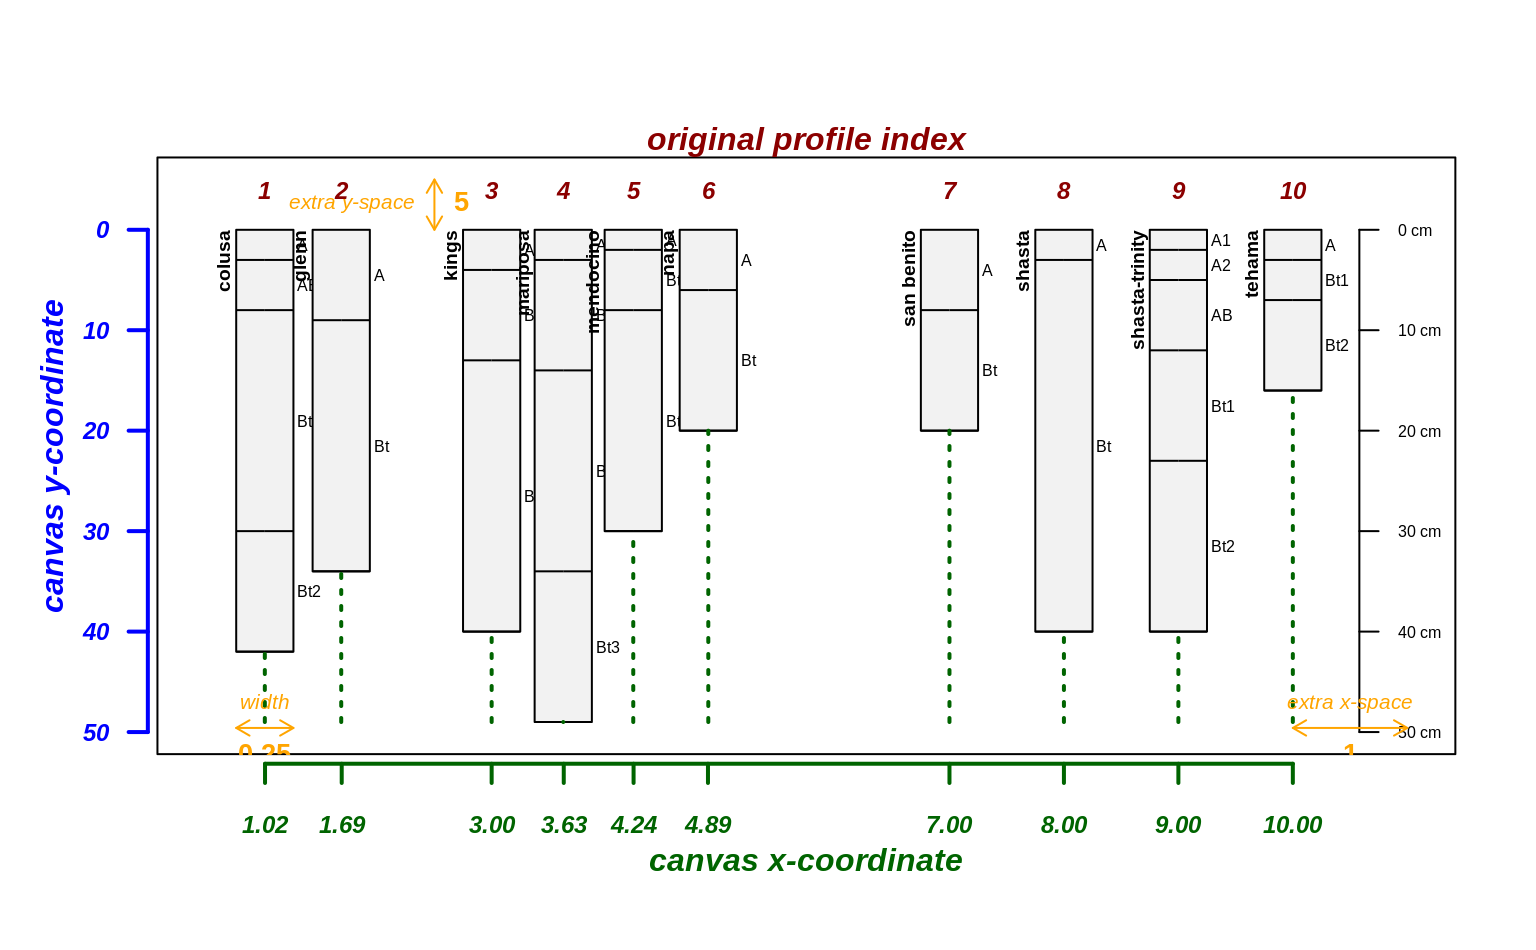 original profile index
1 2 3 4 5 6 7 8 9 10
extra y-space 5
canvas y-coordinate
0
10
20
30
40
50
colusa
Bt2
glenn
A
Bt
kings
mariposa
Bt3
mendocino
napa
A
Bt
san benito
A
Bt
shasta
A
Bt
shasta-trinity
A1
A2
AB
Bt1
Bt2
tehama
A
Bt1
Bt2
0 cm
10 cm
20 cm
30 cm
40 cm
50 cm
width
0.25
extra x-space
1
1.02 1.69 3.00 3.63 4.24 4.89 7.00 8.00 9.00 10.00
canvas x-coordinate